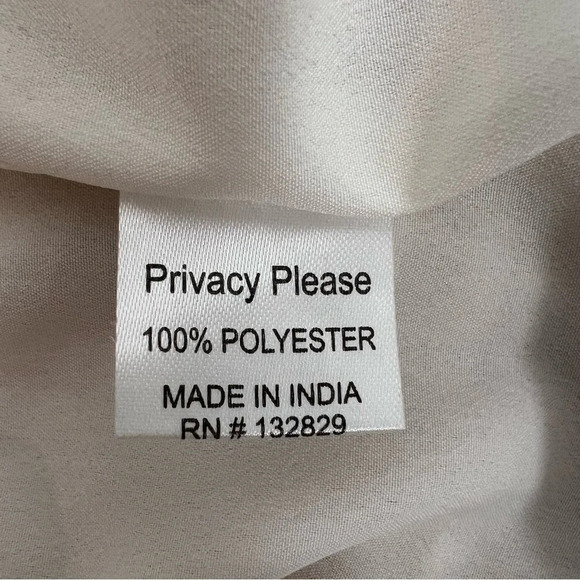 Privacy Please
100% POLYESTER
MADE IN INDIA
RN # 132829